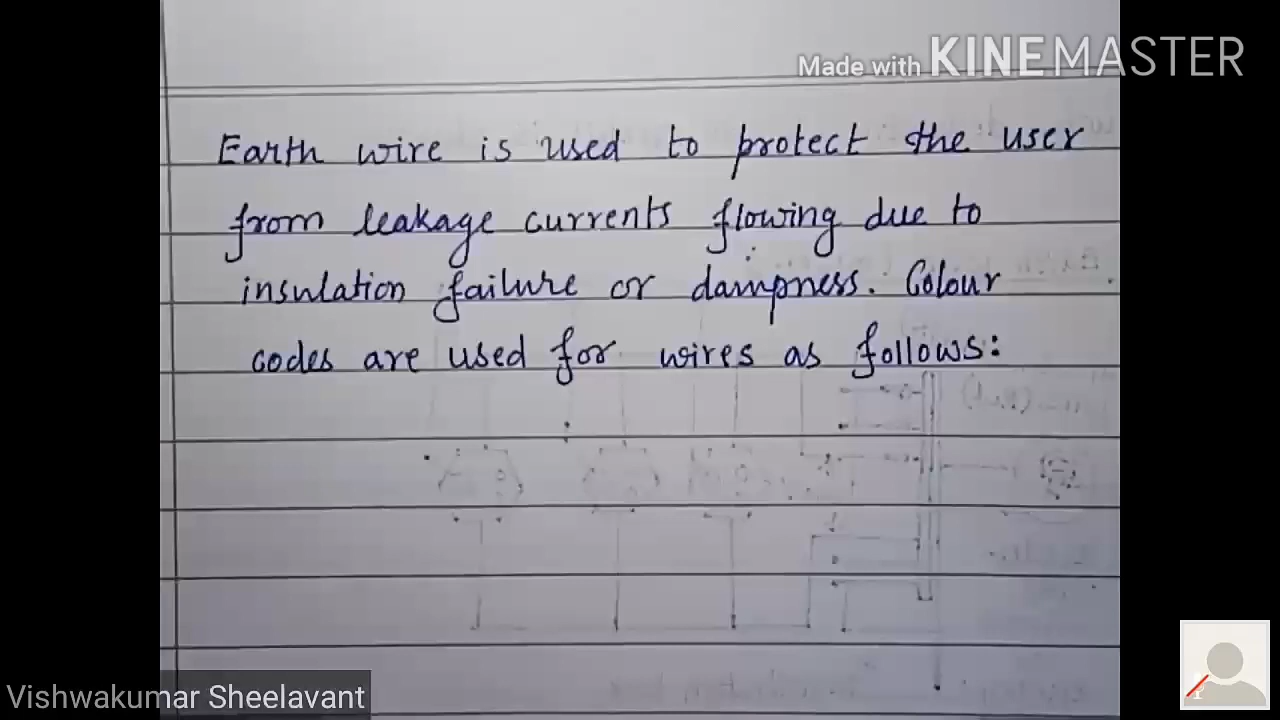 Made with KINEMASTER
Earth wire is used to protect the user
from leakage currents flowing due to
insulation failure or dampness. Colour
codes are used for wires as follows:
Vishwakumar Sheelavant